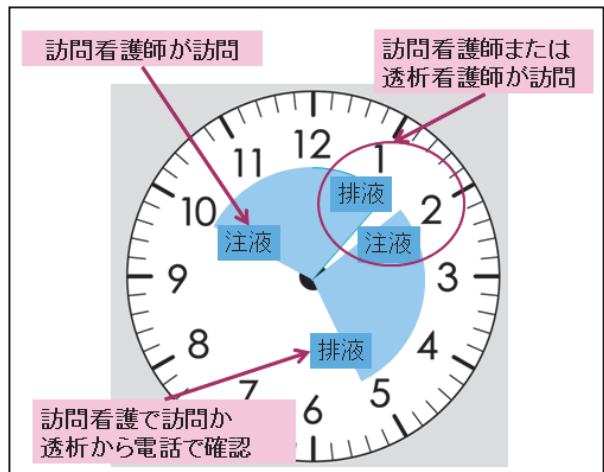 訪問看護師が訪問
訪問看護師または
透析看護師が訪問
12
1
2
3
4
5
6
7
8
9
10
11
排液
注液
注液
排液
訪問看護で訪問か
透析から電話で確認